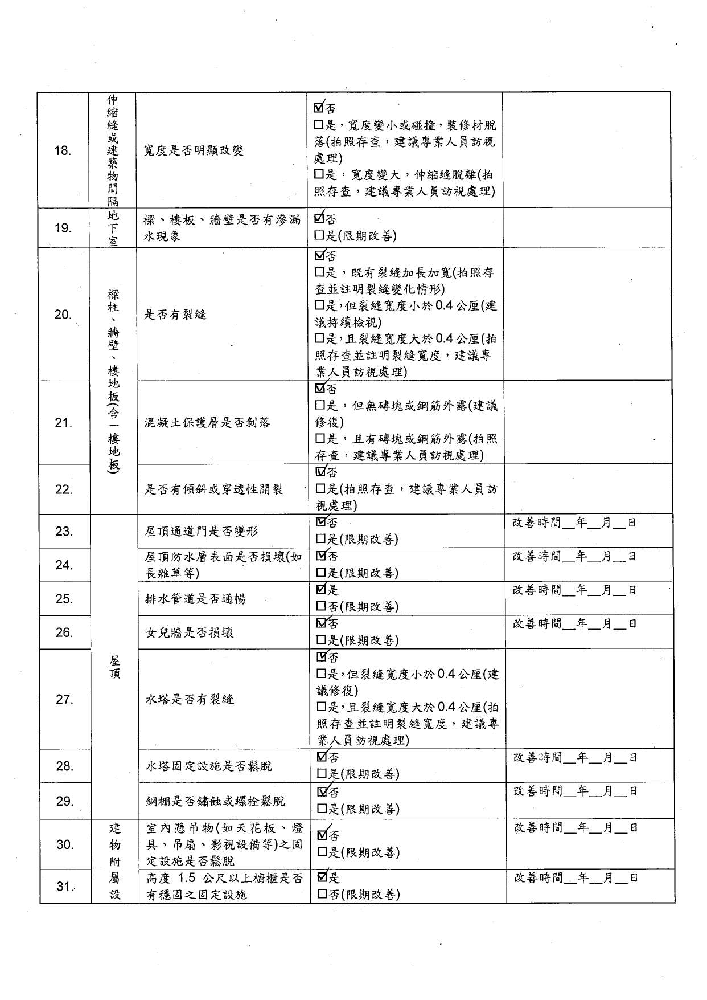 18.
伸縮縫或建築物間隔
寬度是否明顯改變
☑否
□是，寬度變小或碰撞，裝修材脫
落(拍照存查，建議專業人員訪視
處理)
□是，寬度變大，伸縮縫脫離(拍
照存查，建議專業人員訪視處理)
19.
地下室
樑、樓板、牆壁是否有滲漏
水現象
☑否
□是(限期改善)
樑柱、牆壁、樓地板(含一樓地板)
20.
是否有裂縫
☑否
□是，既有裂縫加長加寬(拍照存
查並註明裂縫變化情形)
□是，但裂縫寬度小於0.4公厘(建
議持續檢視)
□是，且裂縫寬度大於0.4公厘(拍
照存查並註明裂縫寬度，建議專
業人員訪視處理)
21.
混凝土保護層是否剝落
☑否
□是，但無磚塊或鋼筋外露(建議
修復)
□是，且有磚塊或鋼筋外露(拍照
存查，建議專業人員訪視處理)
22.
是否有傾斜或穿透性開裂
☑否
□是(拍照存查，建議專業人員訪
視處理)
屋頂
23.
屋頂通道門是否變形
☑否
□是(限期改善)
改善時間__年__月__日
24.
屋頂防水層表面是否損壞(如
長雜草等)
☑否
□是(限期改善)
改善時間__年__月__日
25.
排水管道是否通暢
☑是
□否(限期改善)
改善時間__年__月__日
26.
女兒牆是否損壞
☑否
□是(限期改善)
改善時間__年__月__日
27.
水塔是否有裂縫
☑否
□是，但裂縫寬度小於0.4公厘(建
議修復)
□是，且裂縫寬度大於0.4公厘(拍
照存查並註明裂縫寬度，建議專
業人員訪視處理)
28.
水塔固定設施是否鬆脫
☑否
□是(限期改善)
改善時間__年__月__日
29.
鋼棚是否鏽蝕或螺栓鬆脫
☑否
□是(限期改善)
改善時間__年__月__日
建物附屬設
30.
室內懸吊物(如天花板、燈
具、吊扇、影視設備等)之固
定設施是否鬆脫
☑否
□是(限期改善)
改善時間__年__月__日
31.
高度 1.5 公尺以上櫥櫃是否
有穩固之固定設施
☑是
□否(限期改善)
改善時間__年__月__日